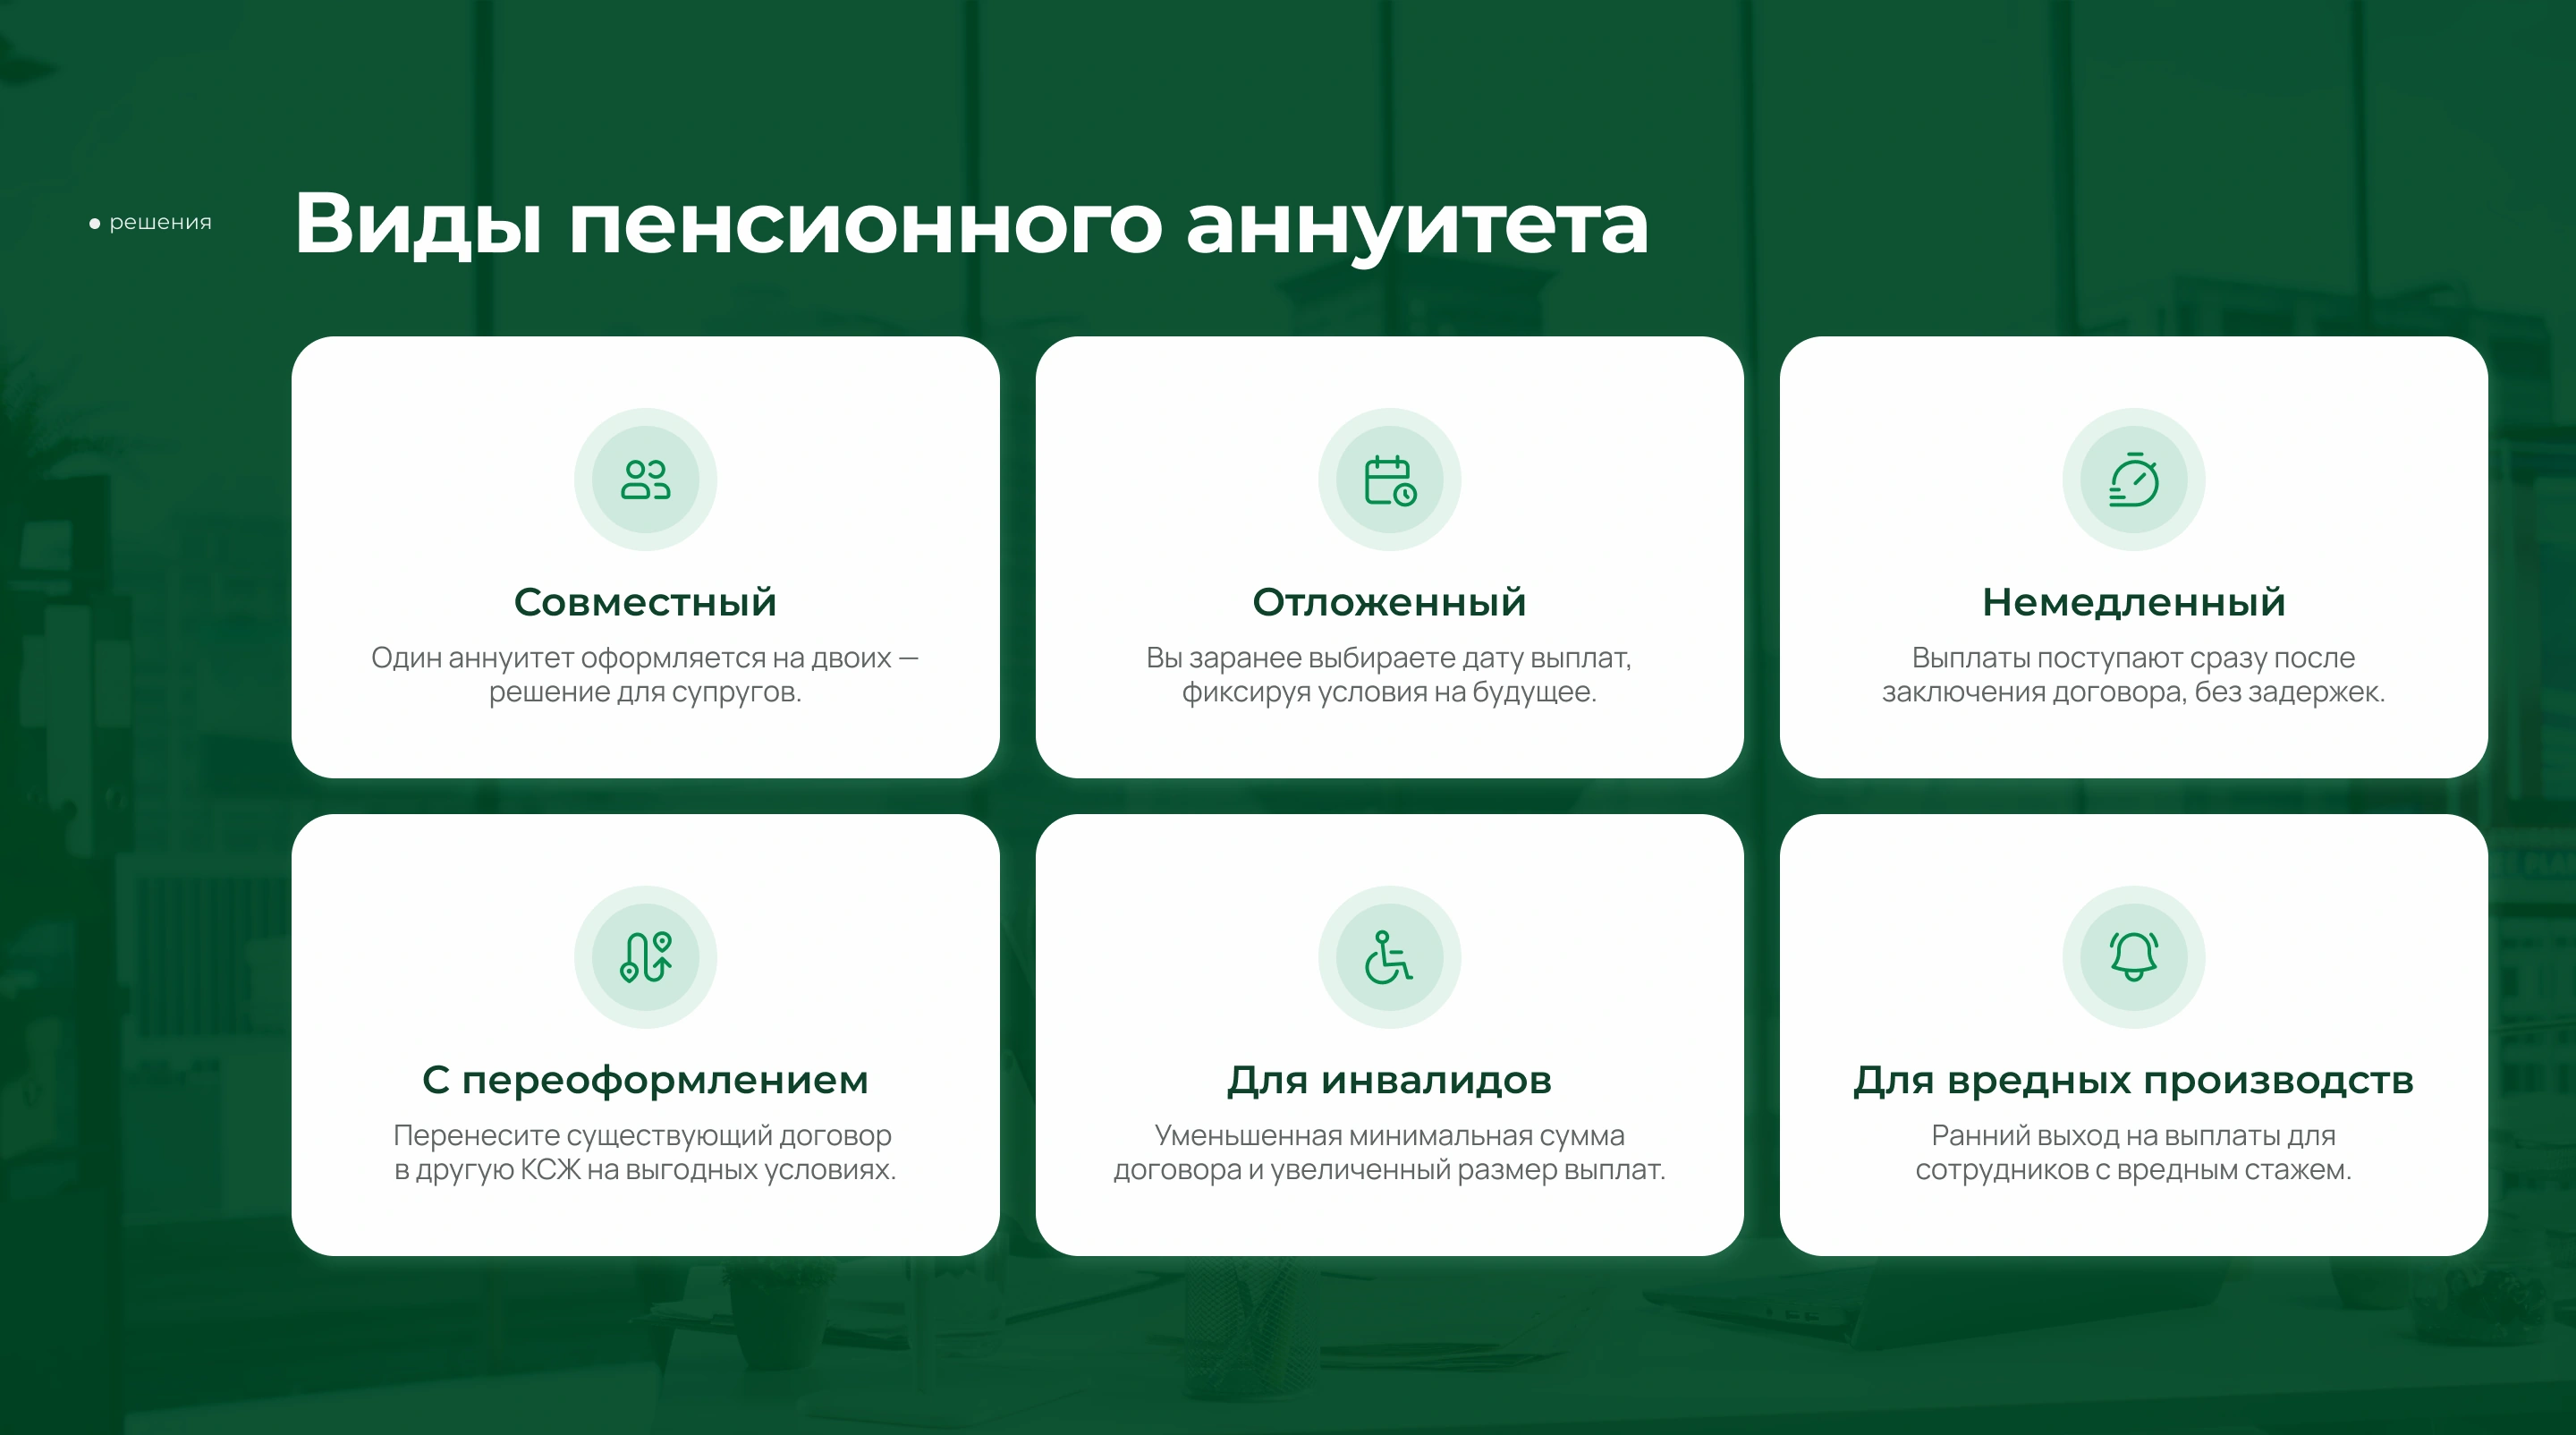 решения
Виды пенсионного аннуитета
Совместный
Один аннуитет оформляется на двоих —
решение для супругов.
Отложенный
Вы заранее выбираете дату выплат,
фиксируя условия на будущее.
Немедленный
Выплаты поступают сразу после
заключения договора, без задержек.
С переоформлением
Перенесите существующий договор
в другую КСЖ на выгодных условиях.
Для инвалидов
Уменьшенная минимальная сумма
договора и увеличенный размер выплат.
Для вредных производств
Ранний выход на выплаты для
сотрудников с вредным стажем.